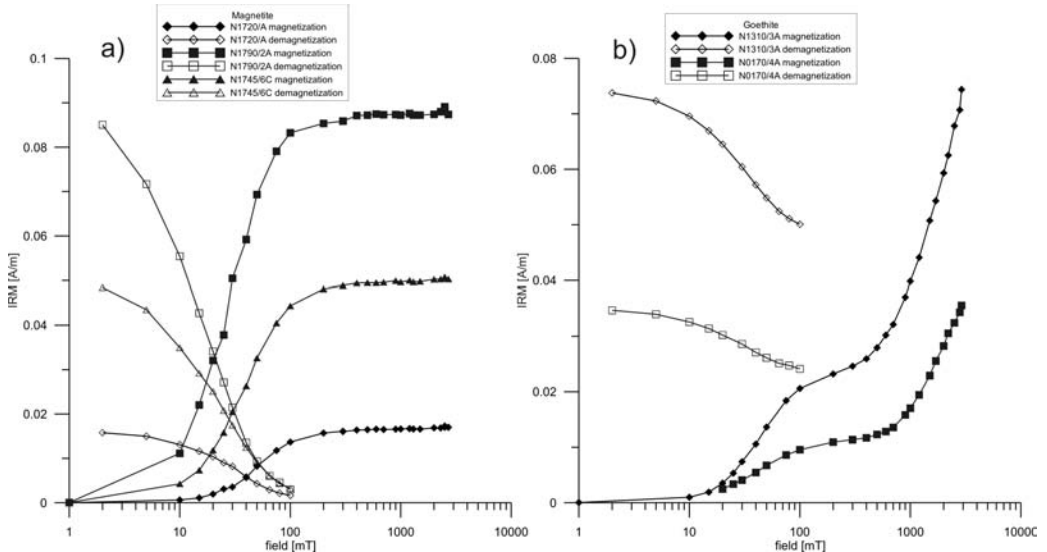 Magnetite
N1720/A magnetization
N1720/A demagnetization
N1790/2A magnetization
N1790/2A demagnetization
N1745/6C magnetization
N1745/6C demagnetization
a)
0.1
0.08
0.06
0.04
0.02
0
IRM [A/m]
1
10
100
1000
10000
field [mT]
Goethite
N1310/3A magnetization
N1310/3A demagnetization
N0170/4A magnetization
N0170/4A demagnetization
b)
0.08
0.06
0.04
0.02
0
IRM [A/m]
1
10
100
1000
10000
field [mT]